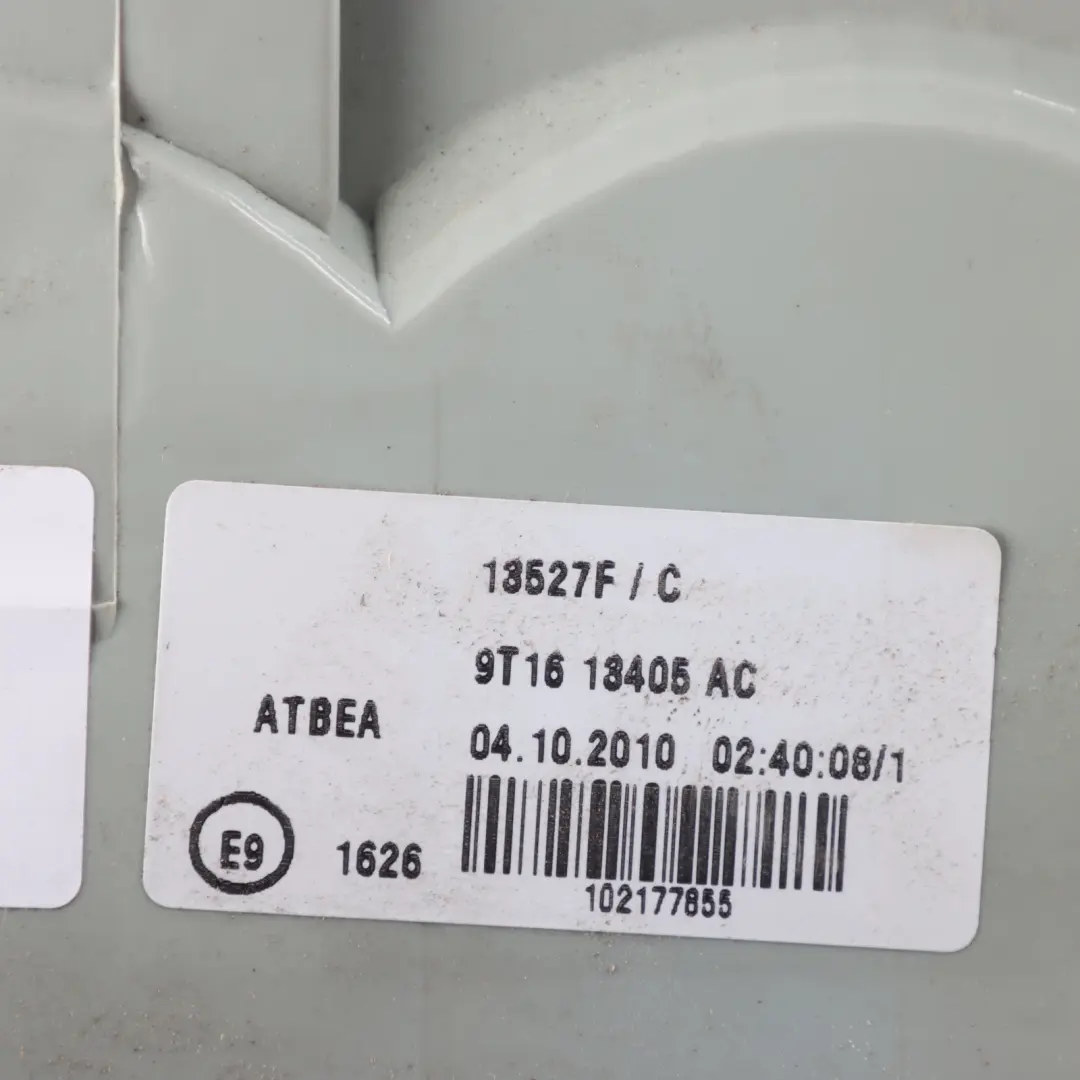 13527F / C
9T16 13405 AC
ATBEA
04.10.2010 02:40:08/1
E9
1626
102177855